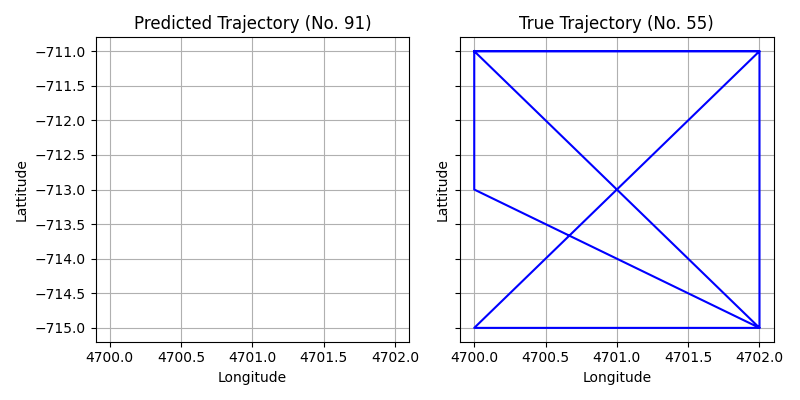 Predicted Trajectory (No. 91)
True Trajectory (No. 55)
−711.0
−711.5
−712.0
−712.5
−713.0
−713.5
−714.0
−714.5
−715.0
Lattitude
Lattitude
4700.0 4700.5 4701.0 4701.5 4702.0
4700.0 4700.5 4701.0 4701.5 4702.0
Longitude
Longitude